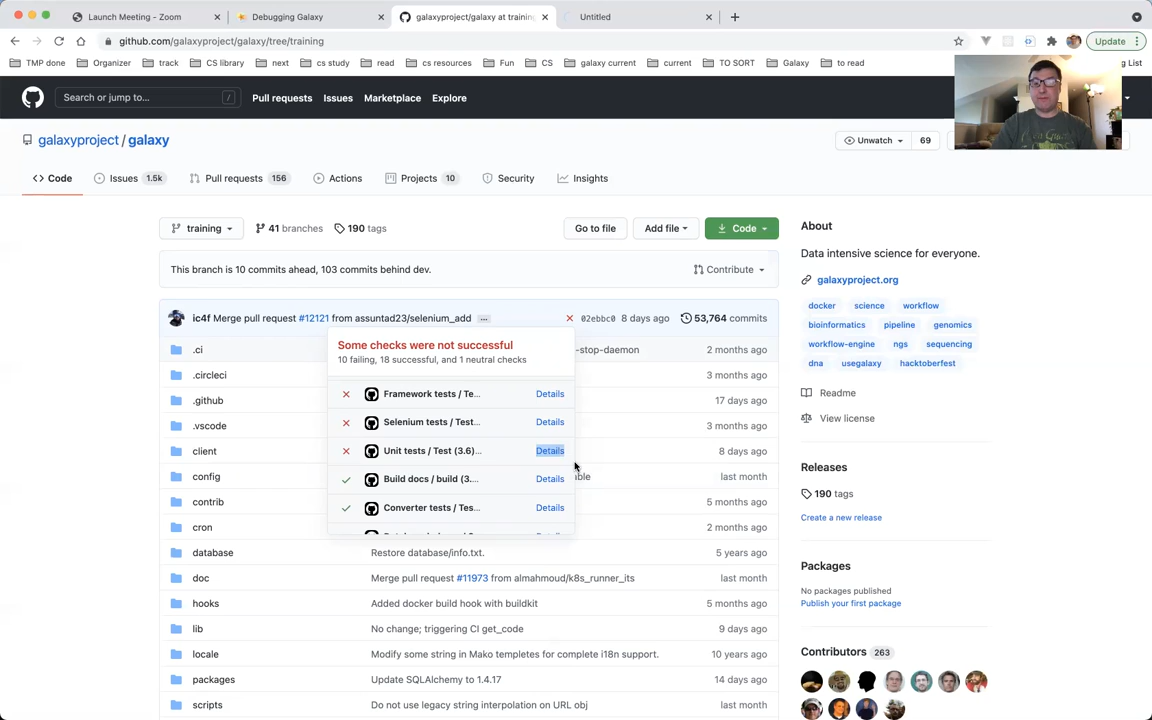 Launch Meeting - Zoom
Debugging Galaxy
galaxyproject/galaxy at training
Untitled
github.com/galaxyproject/galaxy/tree/training
Update
TMP done
Organizer
track
CS library
next
cs study
read
cs resources
Fun
CS
galaxy current
current
TO SORT
Galaxy
to read
g List
Search or jump to...
/
Pull requests
Issues
Marketplace
Explore
galaxyproject / galaxy
Unwatch
69
Code
Issues 1.5k
Pull requests 156
Actions
Projects 10
Security
Insights
training
41 branches
190 tags
Go to file
Add file
Code
This branch is 10 commits ahead, 103 commits behind dev.
Contribute
ic4f Merge pull request #12121 from assuntad23/selenium_add ...
02ebbc0 8 days ago
53,764 commits
Some checks were not successful
10 failing, 18 successful, and 1 neutral checks
Framework tests / Te... Details
Selenium tests / Test... Details
Unit tests / Test (3.6)... Details
Build docs / build (3.... Details
Converter tests / Tes... Details
.ci -stop-daemon 2 months ago
.circleci 3 months ago
.github 17 days ago
.vscode 3 months ago
client 8 days ago
config able last month
contrib 5 months ago
cron 2 months ago
database Restore database/info.txt. 5 years ago
doc Merge pull request #11973 from almahmoud/k8s_runner_its last month
hooks Added docker build hook with buildkit 5 months ago
lib No change; triggering CI get_code 9 days ago
locale Modify some string in Mako templetes for complete i18n support. 10 years ago
packages Update SQLAlchemy to 1.4.17 14 days ago
scripts Do not use legacy string interpolation on URL obj last month
About
Data intensive science for everyone.
galaxyproject.org
docker science workflow
bioinformatics pipeline genomics
workflow-engine ngs sequencing
dna usegalaxy hacktoberfest
Readme
View license
Releases
190 tags
Create a new release
Packages
No packages published
Publish your first package
Contributors 263